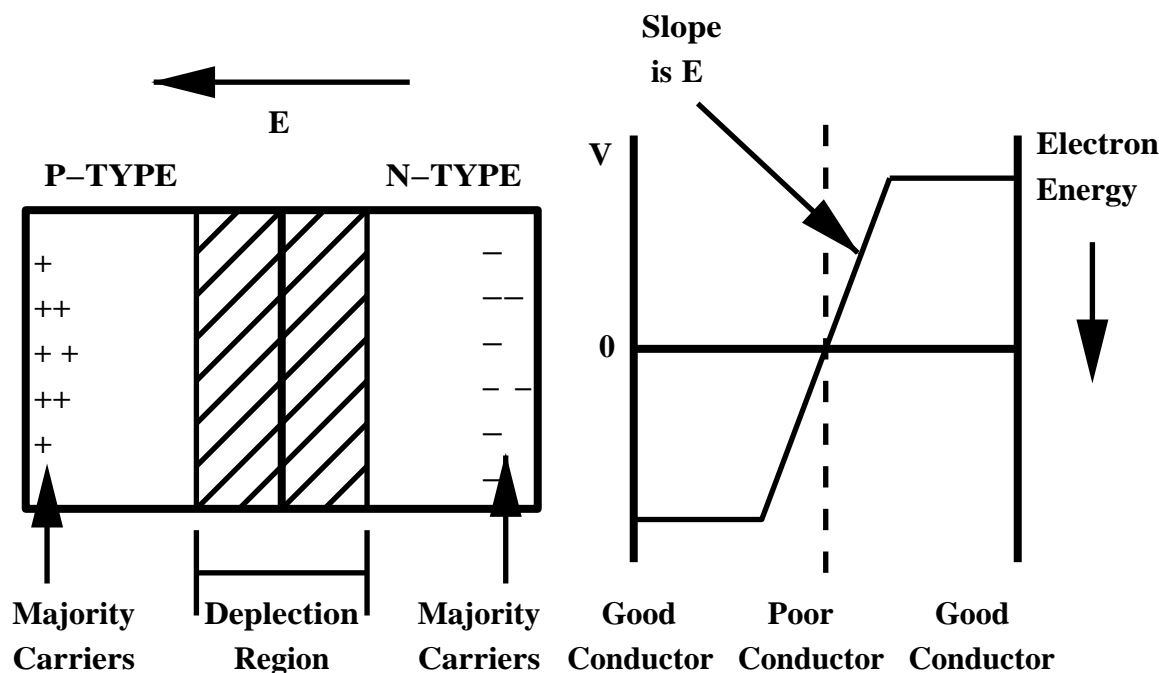 Slope
is E
E
P−TYPE
N−TYPE
+
++
+ +
++
+
−
−−
−
− −
−
−
Majority
Carriers
Deplection
Region
Majority
Carriers
V
0
Electron
Energy
Good
Conductor
Poor
Conductor
Good
Conductor